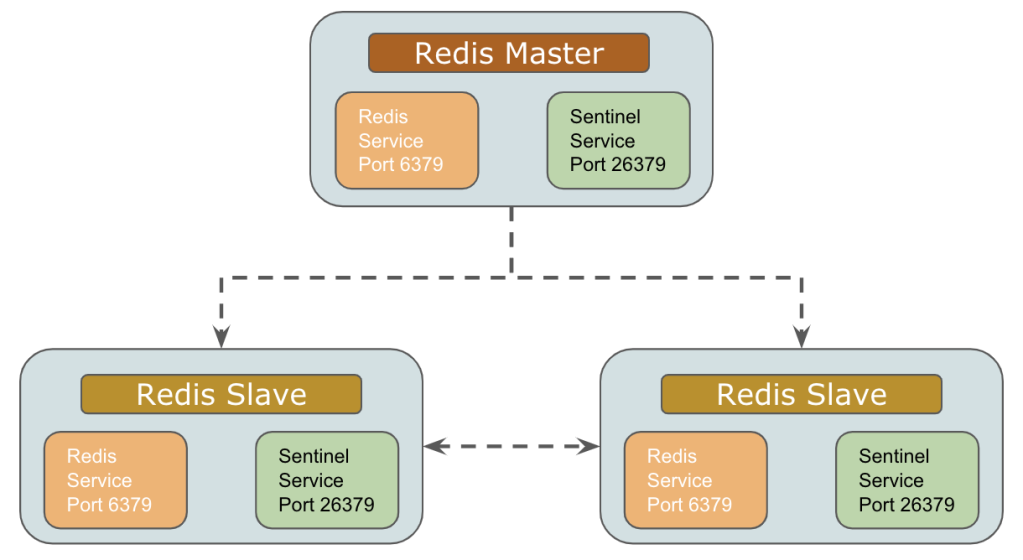 Redis Master
Redis
Service
Port 6379
Sentinel
Service
Port 26379
Redis Slave
Redis
Service
Port 6379
Sentinel
Service
Port 26379
Redis Slave
Redis
Service
Port 6379
Sentinel
Service
Port 26379